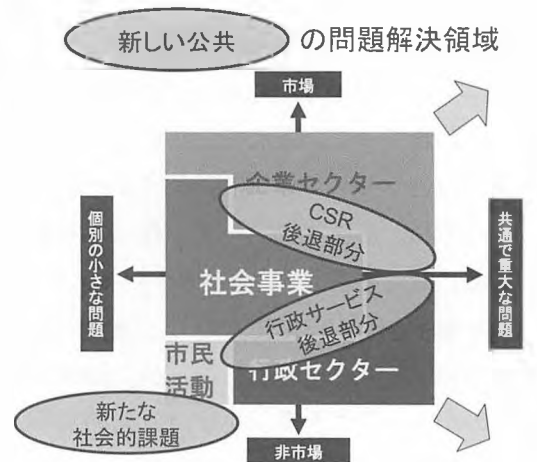 新しい公共 の問題解決領域
市場
企業セクター
CSR
後退部分
個別の小さな問題
共通で重大な問題
社会事業
行政サービス
後退部分
市民
活動
行政セクター
新たな
社会的課題
非市場